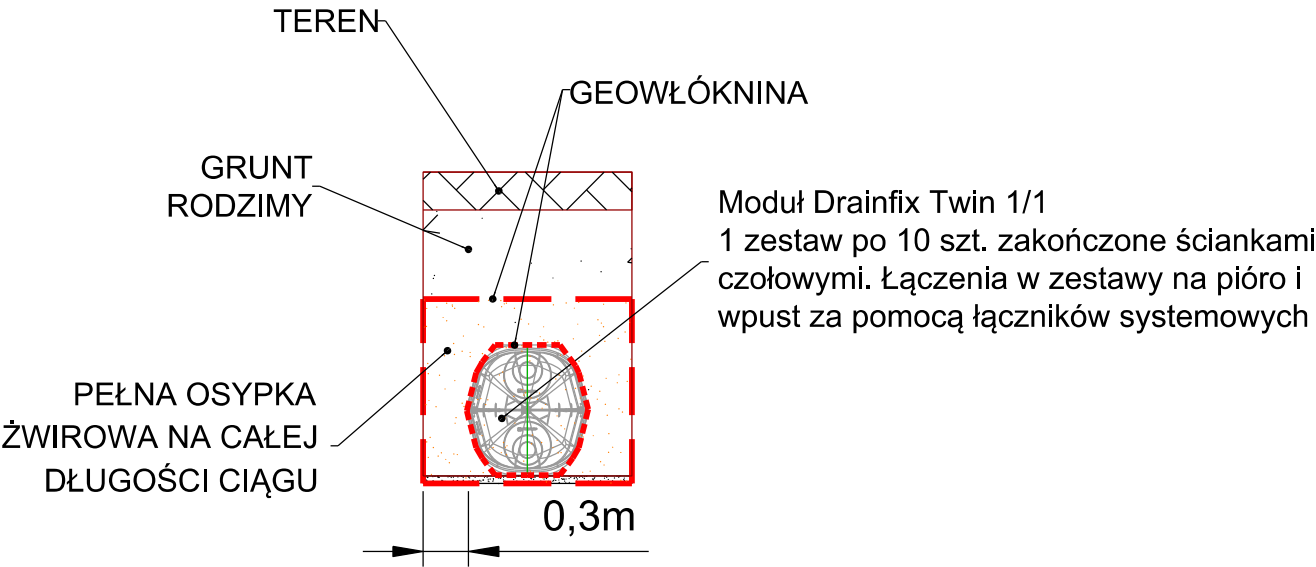 TEREN
GEOWŁÓKNINA
GRUNT
RODZIMY
Moduł Drainfix Twin 1/1
1 zestaw po 10 szt. zakończone ściankami
czołowymi. Łączenia w zestawy na pióro i
wpust za pomocą łączników systemowych
PEŁNA OSYPKA
ŻWIROWA NA CAŁEJ
DŁUGOŚCI CIĄGU
0,3m